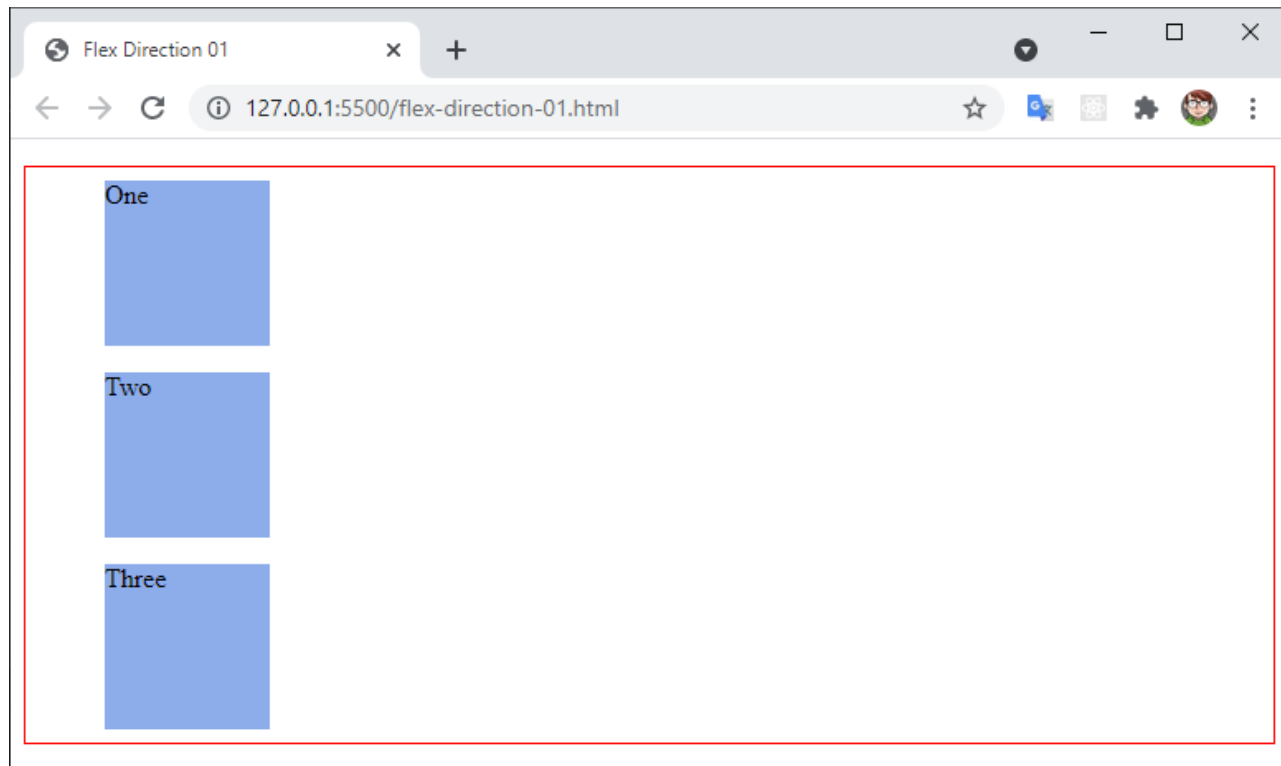 Flex Direction 01
127.0.0.1:5500/flex-direction-01.html
One
Two
Three